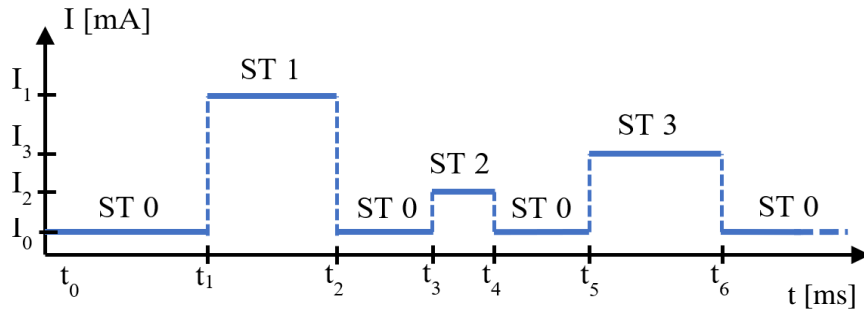 I [mA]
ST 1
I₁
ST 3
I₃
ST 2
I₂
ST 0 ST 0 ST 0 ST 0
I₀
t₀ t₁ t₂ t₃ t₄ t₅ t₆
t [ms]